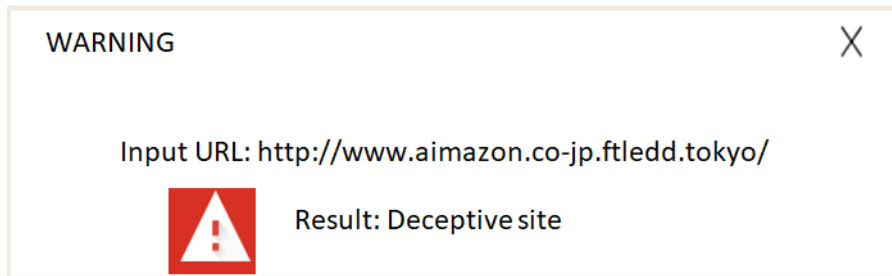 WARNING X
Input URL: http://www.aimazon.co-jp.ftledd.tokyo/
! Result: Deceptive site